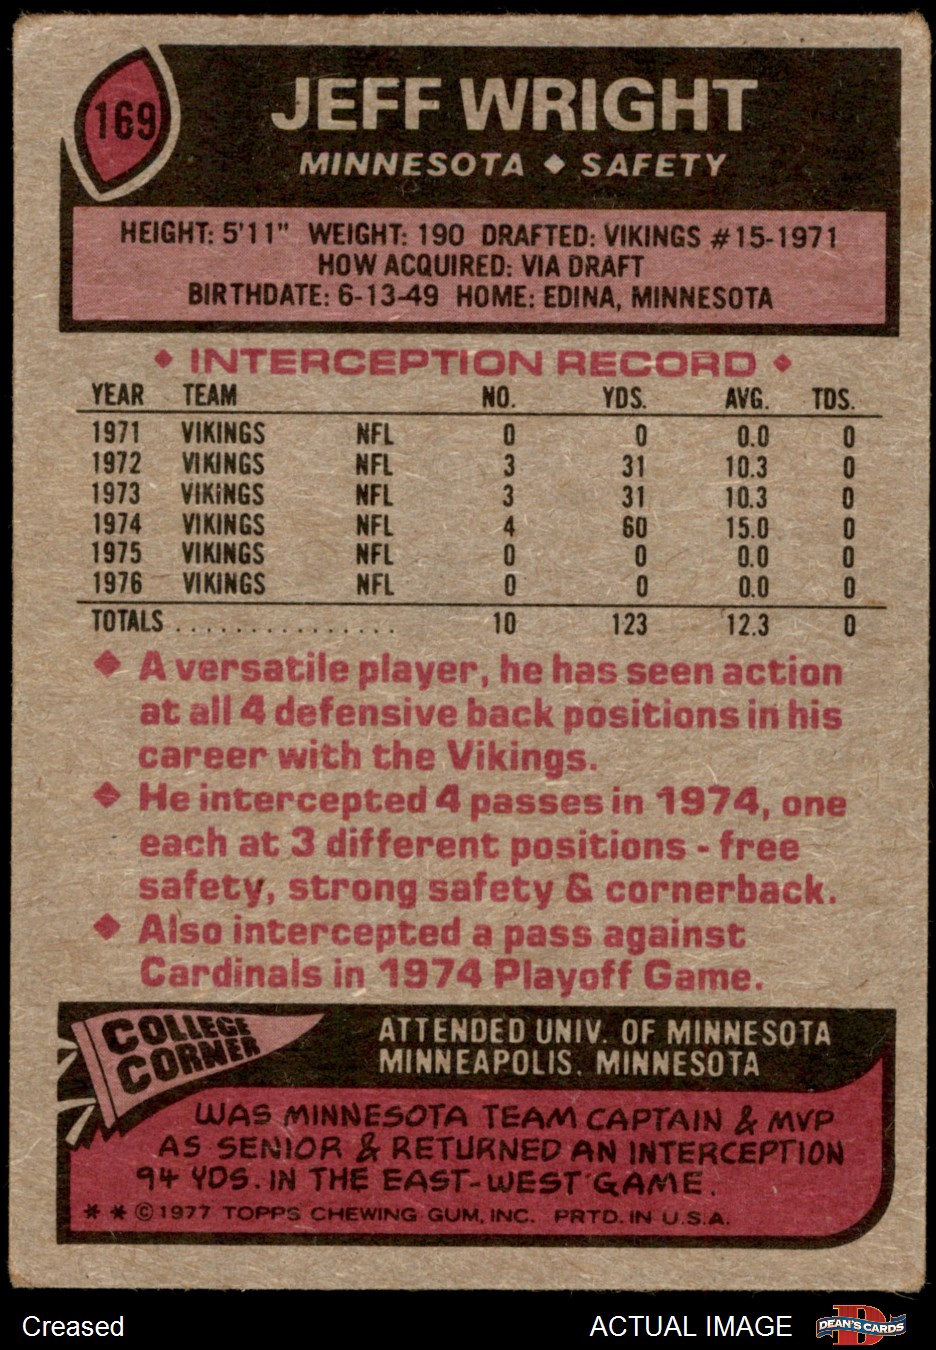 169
JEFF WRIGHT
MINNESOTA ◆ SAFETY
HEIGHT: 5'11" WEIGHT: 190 DRAFTED: VIKINGS #15-1971
HOW ACQUIRED: VIA DRAFT
BIRTHDATE: 6-13-49 HOME: EDINA, MINNESOTA
◆ INTERCEPTION RECORD ◆
YEAR TEAM NO. YDS. AVG. TDS.
1971 VIKINGS NFL 0 0 0.0 0
1972 VIKINGS NFL 3 31 10.3 0
1973 VIKINGS NFL 3 31 10.3 0
1974 VIKINGS NFL 4 60 15.0 0
1975 VIKINGS NFL 0 0 0.0 0
1976 VIKINGS NFL 0 0 0.0 0
TOTALS . . . . . . . . . . . . . . . 10 123 12.3 0
◆ A versatile player, he has seen action
at all 4 defensive back positions in his
career with the Vikings.
◆ He intercepted 4 passes in 1974, one
each at 3 different positions - free
safety, strong safety & cornerback.
◆ Also intercepted a pass against
Cardinals in 1974 Playoff Game.
COLLEGE
CORNER
ATTENDED UNIV. OF MINNESOTA
MINNEAPOLIS, MINNESOTA
WAS MINNESOTA TEAM CAPTAIN & MVP
AS SENIOR & RETURNED AN INTERCEPTION
94 YDS. IN THE EAST-WEST GAME.
* * © 1977 TOPPS CHEWING GUM, INC. PRTD. IN U.S.A.
Creased
ACTUAL IMAGE
DEAN'S CARDS